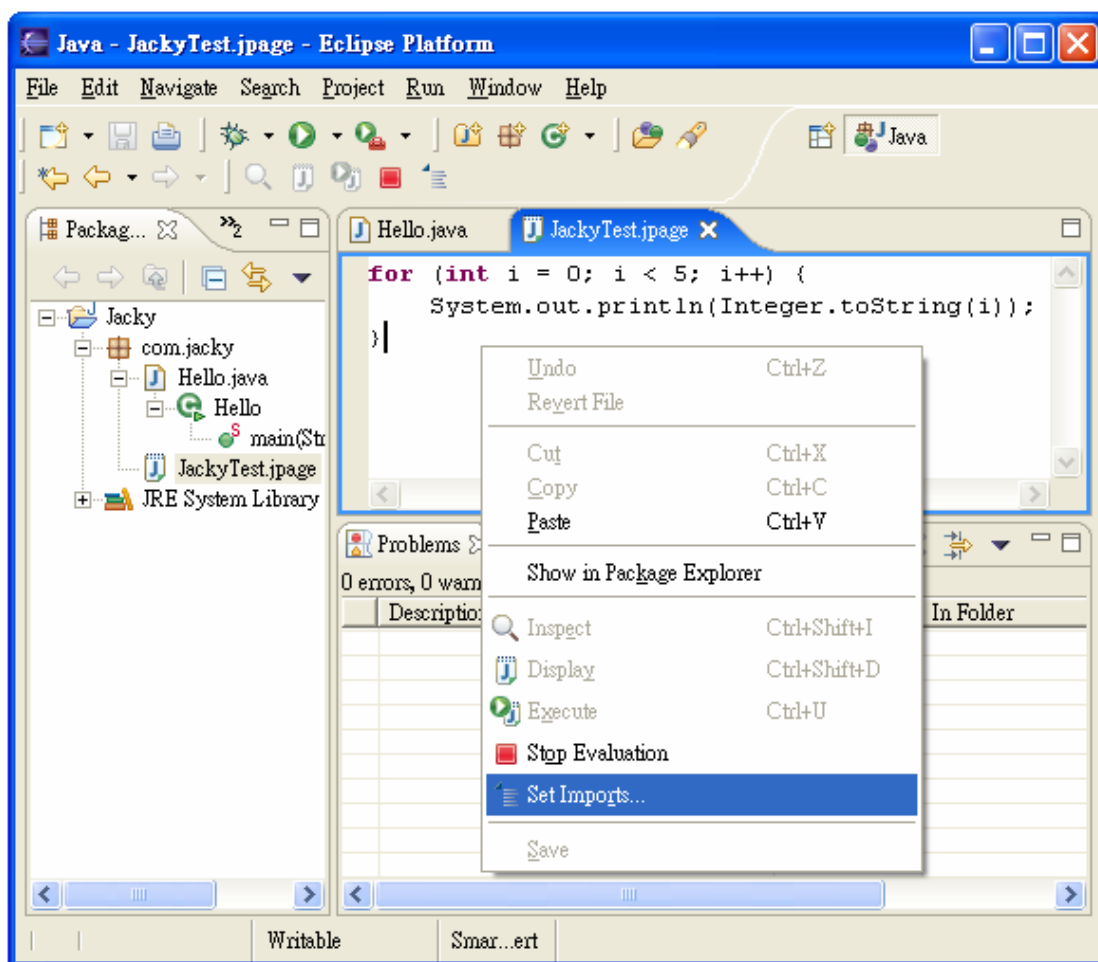 Java - JackyTest.jpage - Eclipse Platform
File Edit Navigate Search Project Run Window Help
Java
Packag... »2
Hello.java JackyTest.jpage
for (int i = 0; i < 5; i++) {
System.out.println(Integer.toString(i));
}
Jacky
com.jacky
Hello.java
Hello
main(Str
JackyTest.jpage
JRE System Library
Undo Ctrl+Z
Revert File
Cut Ctrl+X
Copy Ctrl+C
Paste Ctrl+V
Show in Package Explorer
Inspect Ctrl+Shift+I
Display Ctrl+Shift+D
Execute Ctrl+U
Stop Evaluation
Set Imports...
Save
Problems
0 errors, 0 warn
Description In Folder
Writable Smar...ert